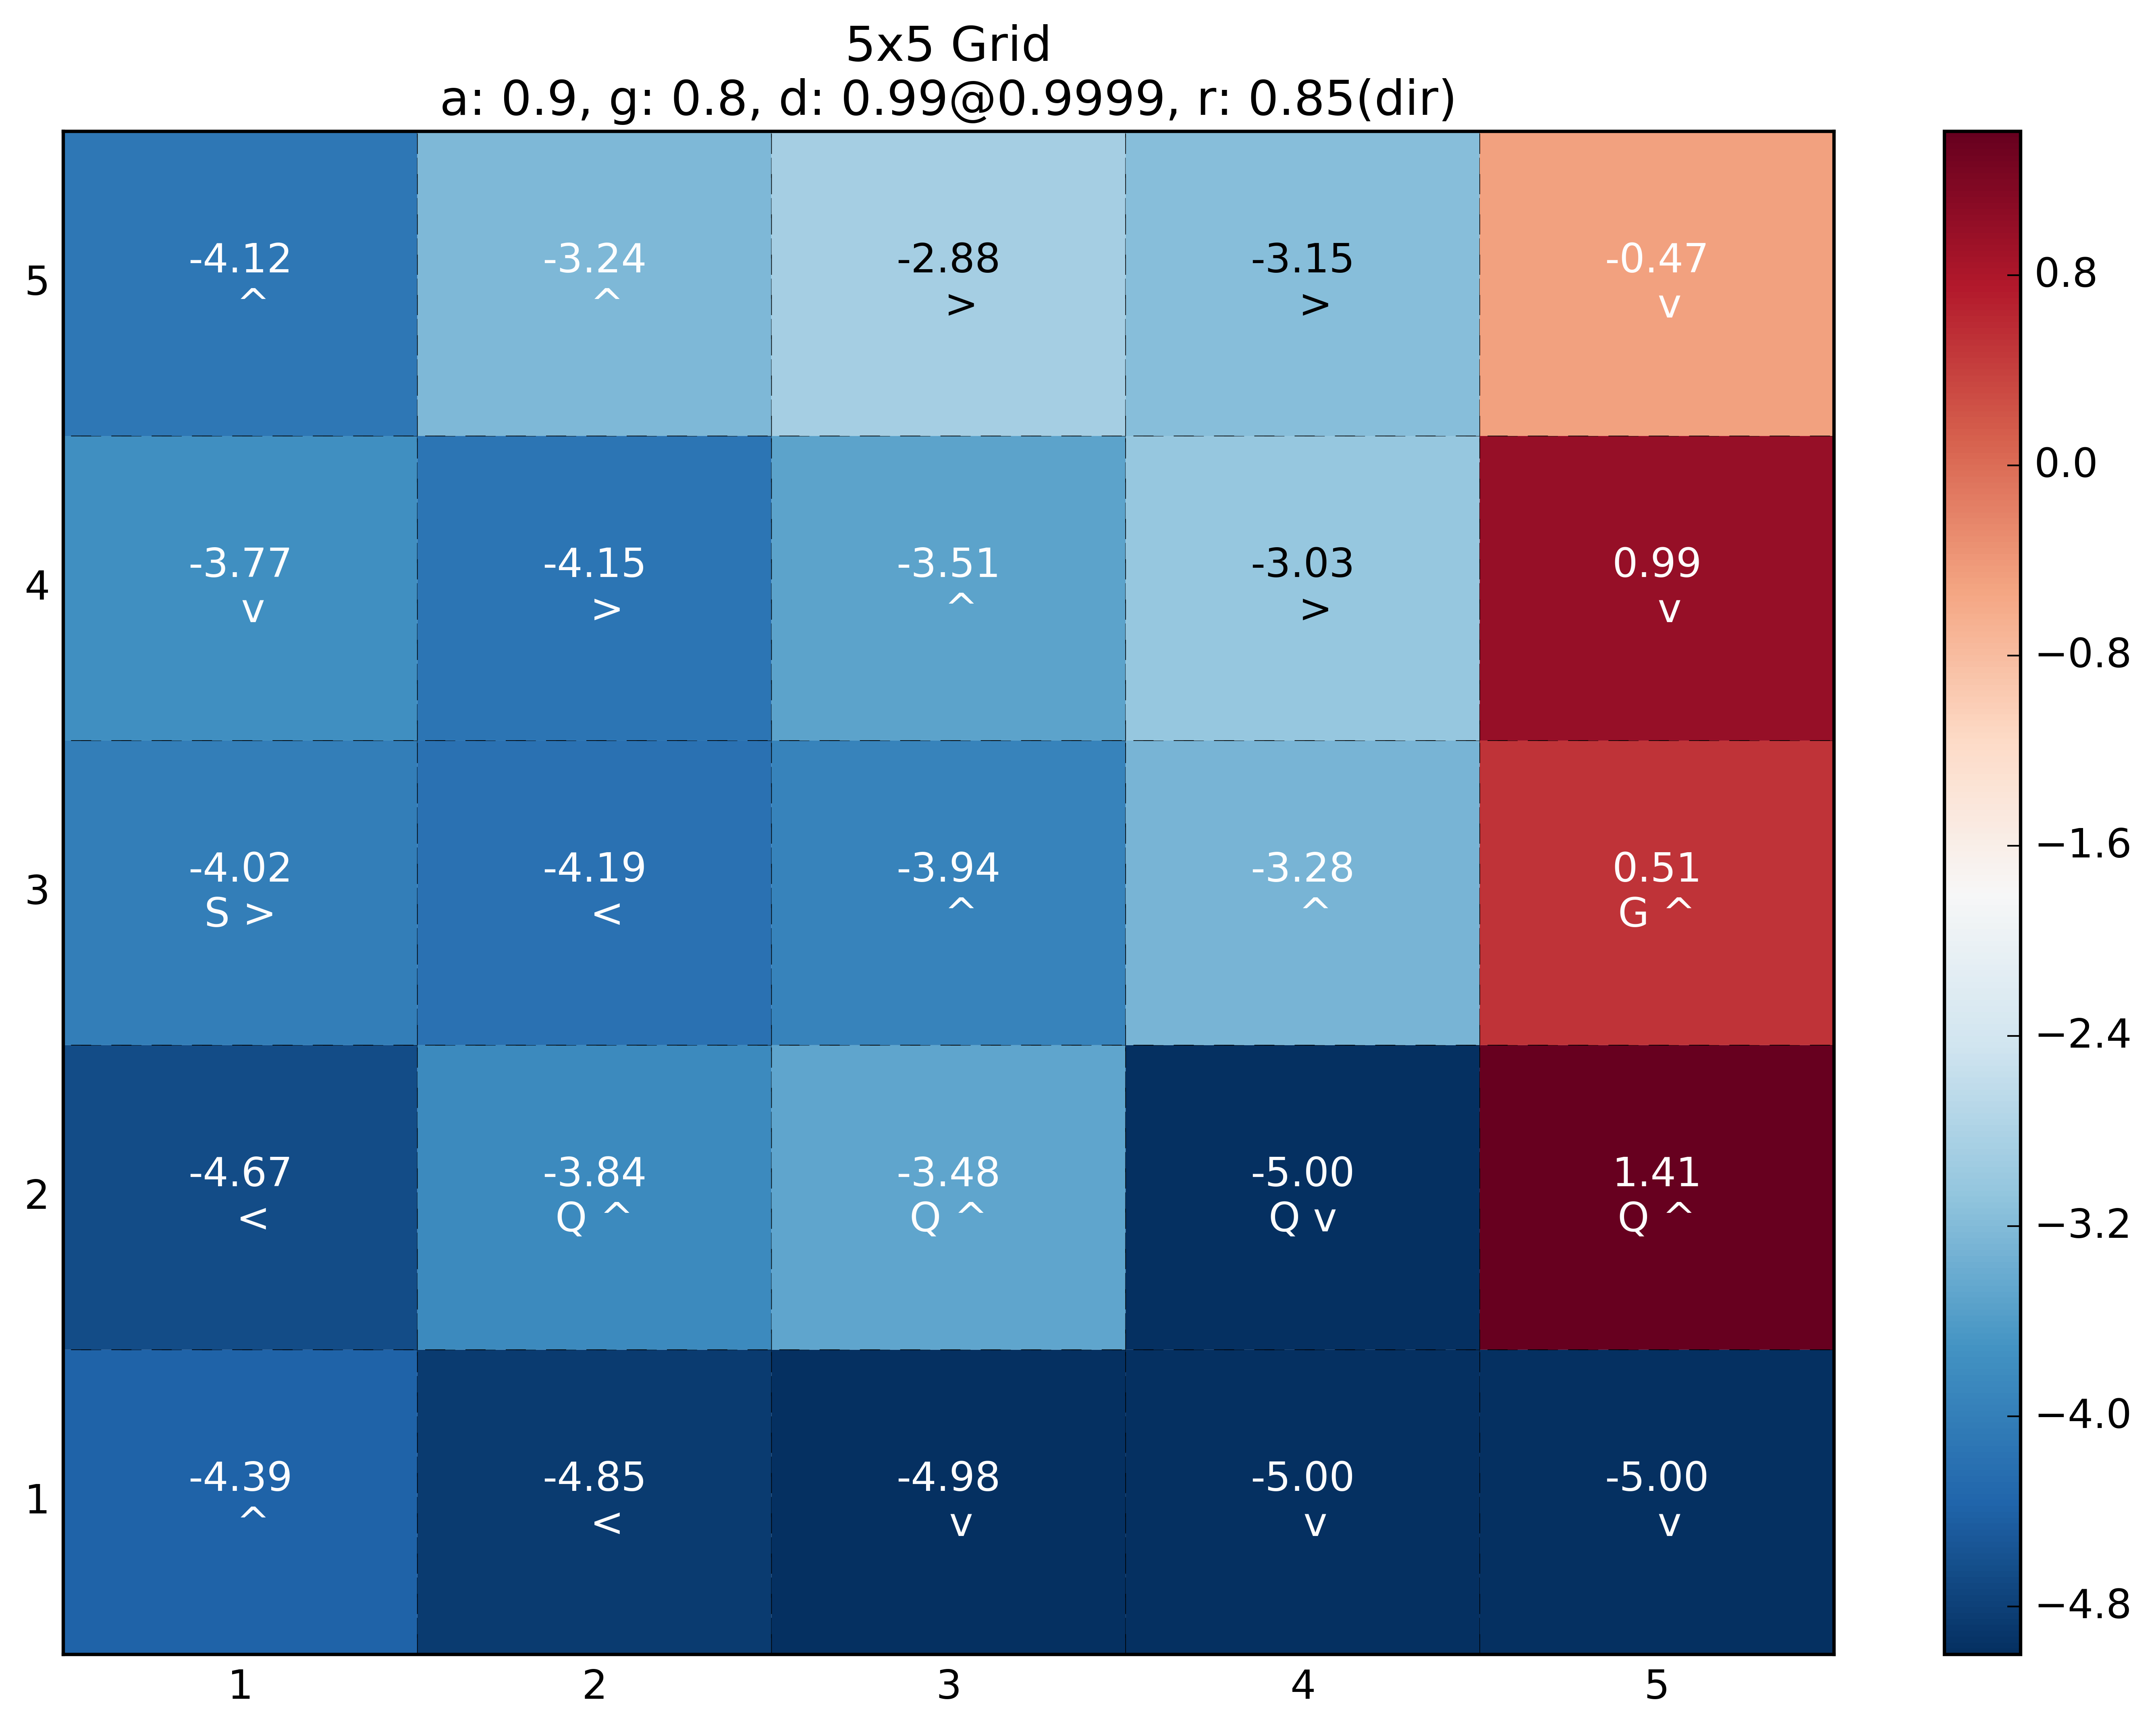 5x5 Grid
a: 0.9, g: 0.8, d: 0.99@0.9999, r: 0.85(dir)
5
-4.12 -3.24 -2.88 -3.15 -0.47
^ ^ > > v
4
-3.77 -4.15 -3.51 -3.03 0.99
v > ^ > v
3
-4.02 -4.19 -3.94 -3.28 0.51
S > < ^ ^ G ^
2
-4.67 -3.84 -3.48 -5.00 1.41
< Q ^ Q ^ Q v Q ^
1
-4.39 -4.85 -4.98 -5.00 -5.00
^ < v v v
1 2 3 4 5
0.8
0.0
−0.8
−1.6
−2.4
−3.2
−4.0
−4.8